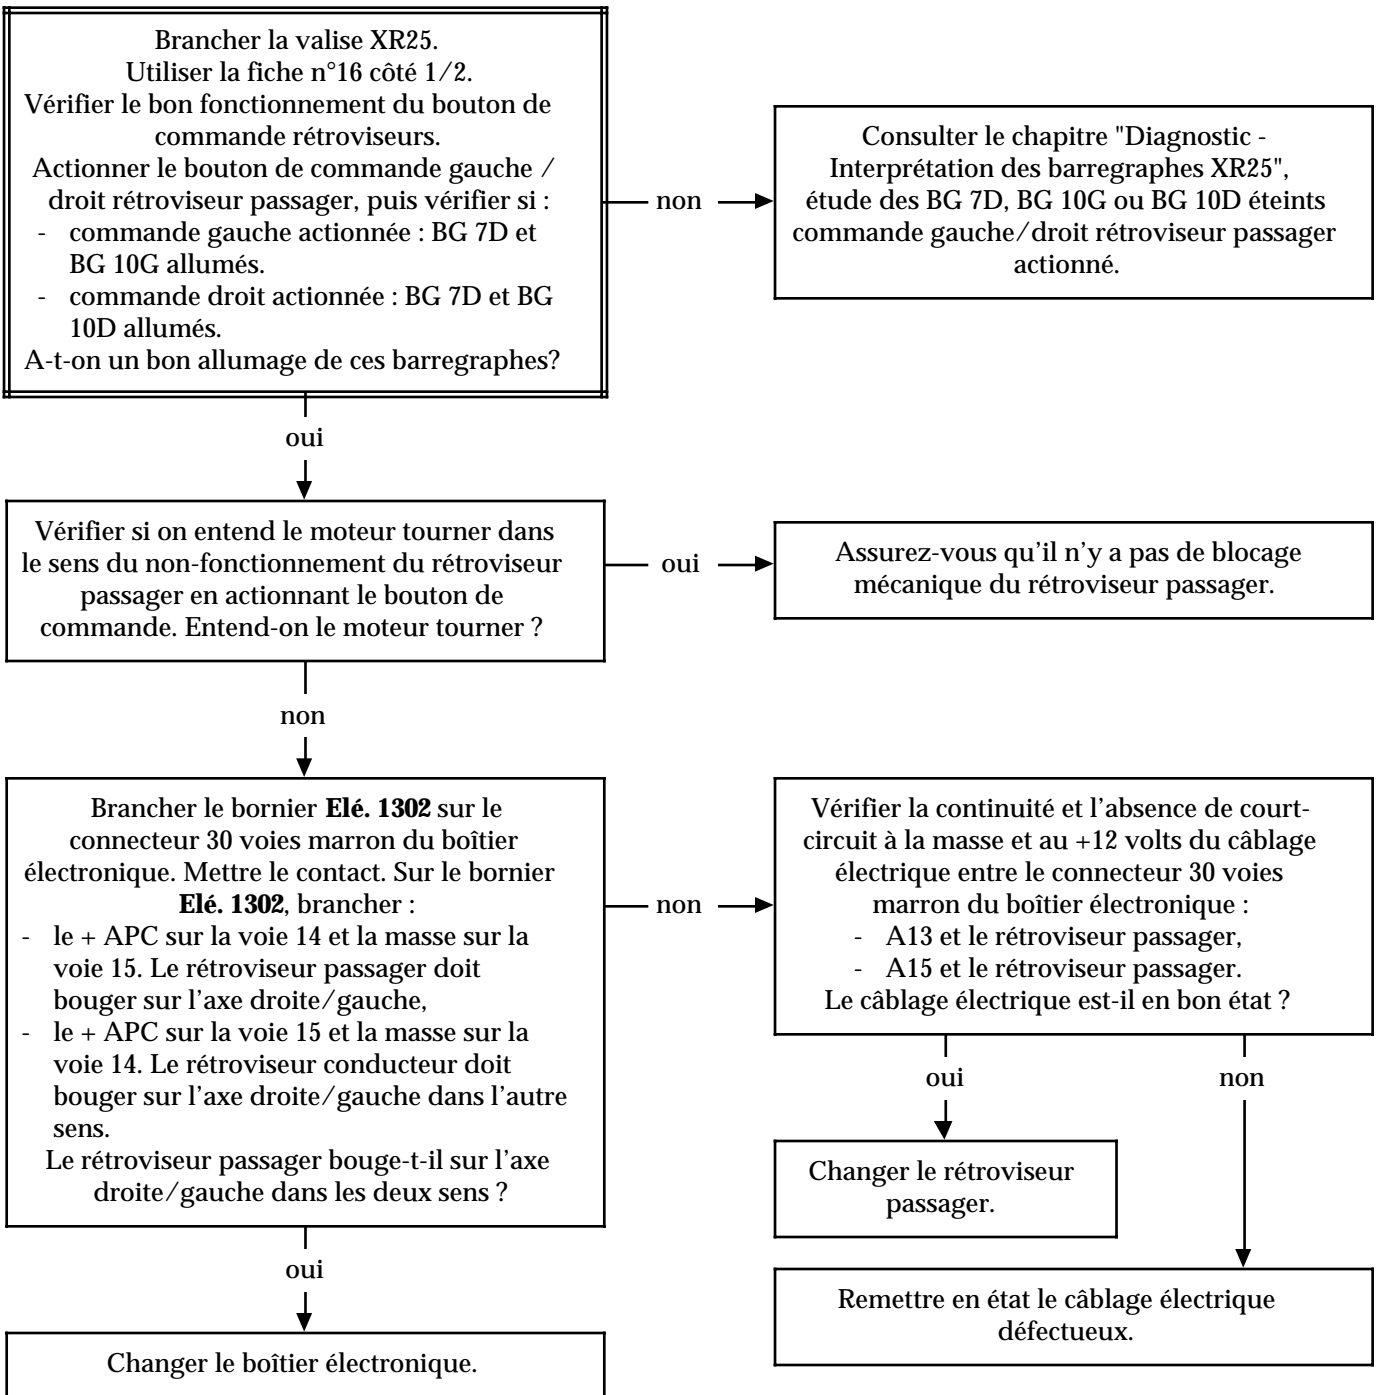 Brancher la valise XR25.
Utiliser la fiche n°16 côté 1/2.
Vérifier le bon fonctionnement du bouton de
commande rétroviseurs.
Actionner le bouton de commande gauche /
droit rétroviseur passager, puis vérifier si :
- commande gauche actionnée : BG 7D et
BG 10G allumés.
- commande droit actionnée : BG 7D et BG
10D allumés.
A-t-on un bon allumage de ces barregraphes?
non
Consulter le chapitre "Diagnostic -
Interprétation des barregraphes XR25",
étude des BG 7D, BG 10G ou BG 10D éteints
commande gauche/droit rétroviseur passager
actionné.
oui
Vérifier si on entend le moteur tourner dans
le sens du non-fonctionnement du rétroviseur
passager en actionnant le bouton de
commande. Entend-on le moteur tourner ?
oui
Assurez-vous qu'il n'y a pas de blocage
mécanique du rétroviseur passager.
non
Brancher le bornier Elé. 1302 sur le
connecteur 30 voies marron du boîtier
électronique. Mettre le contact. Sur le bornier
Elé. 1302, brancher :
- le + APC sur la voie 14 et la masse sur la
voie 15. Le rétroviseur passager doit
bouger sur l'axe droite/gauche,
- le + APC sur la voie 15 et la masse sur la
voie 14. Le rétroviseur conducteur doit
bouger sur l'axe droite/gauche dans l'autre
sens.
Le rétroviseur passager bouge-t-il sur l'axe
droite/gauche dans les deux sens ?
non
Vérifier la continuité et l'absence de court-
circuit à la masse et au +12 volts du câblage
électrique entre le connecteur 30 voies
marron du boîtier électronique :
- A13 et le rétroviseur passager,
- A15 et le rétroviseur passager.
Le câblage électrique est-il en bon état ?
oui
non
Changer le rétroviseur
passager.
Remettre en état le câblage électrique
défectueux.
oui
Changer le boîtier électronique.